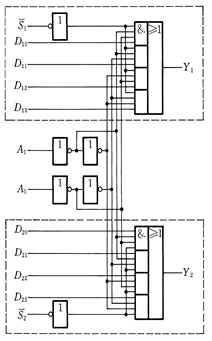 S̅₁ 1 & ≥1
D₁₀
D₁₁
Y₁
D₁₂
D₁₃
A₁ 1 1
A₀ 1 1
D₂₀ & ≥1
D₂₁
D₂₂ Y₂
D₂₃
S̅₂ 1